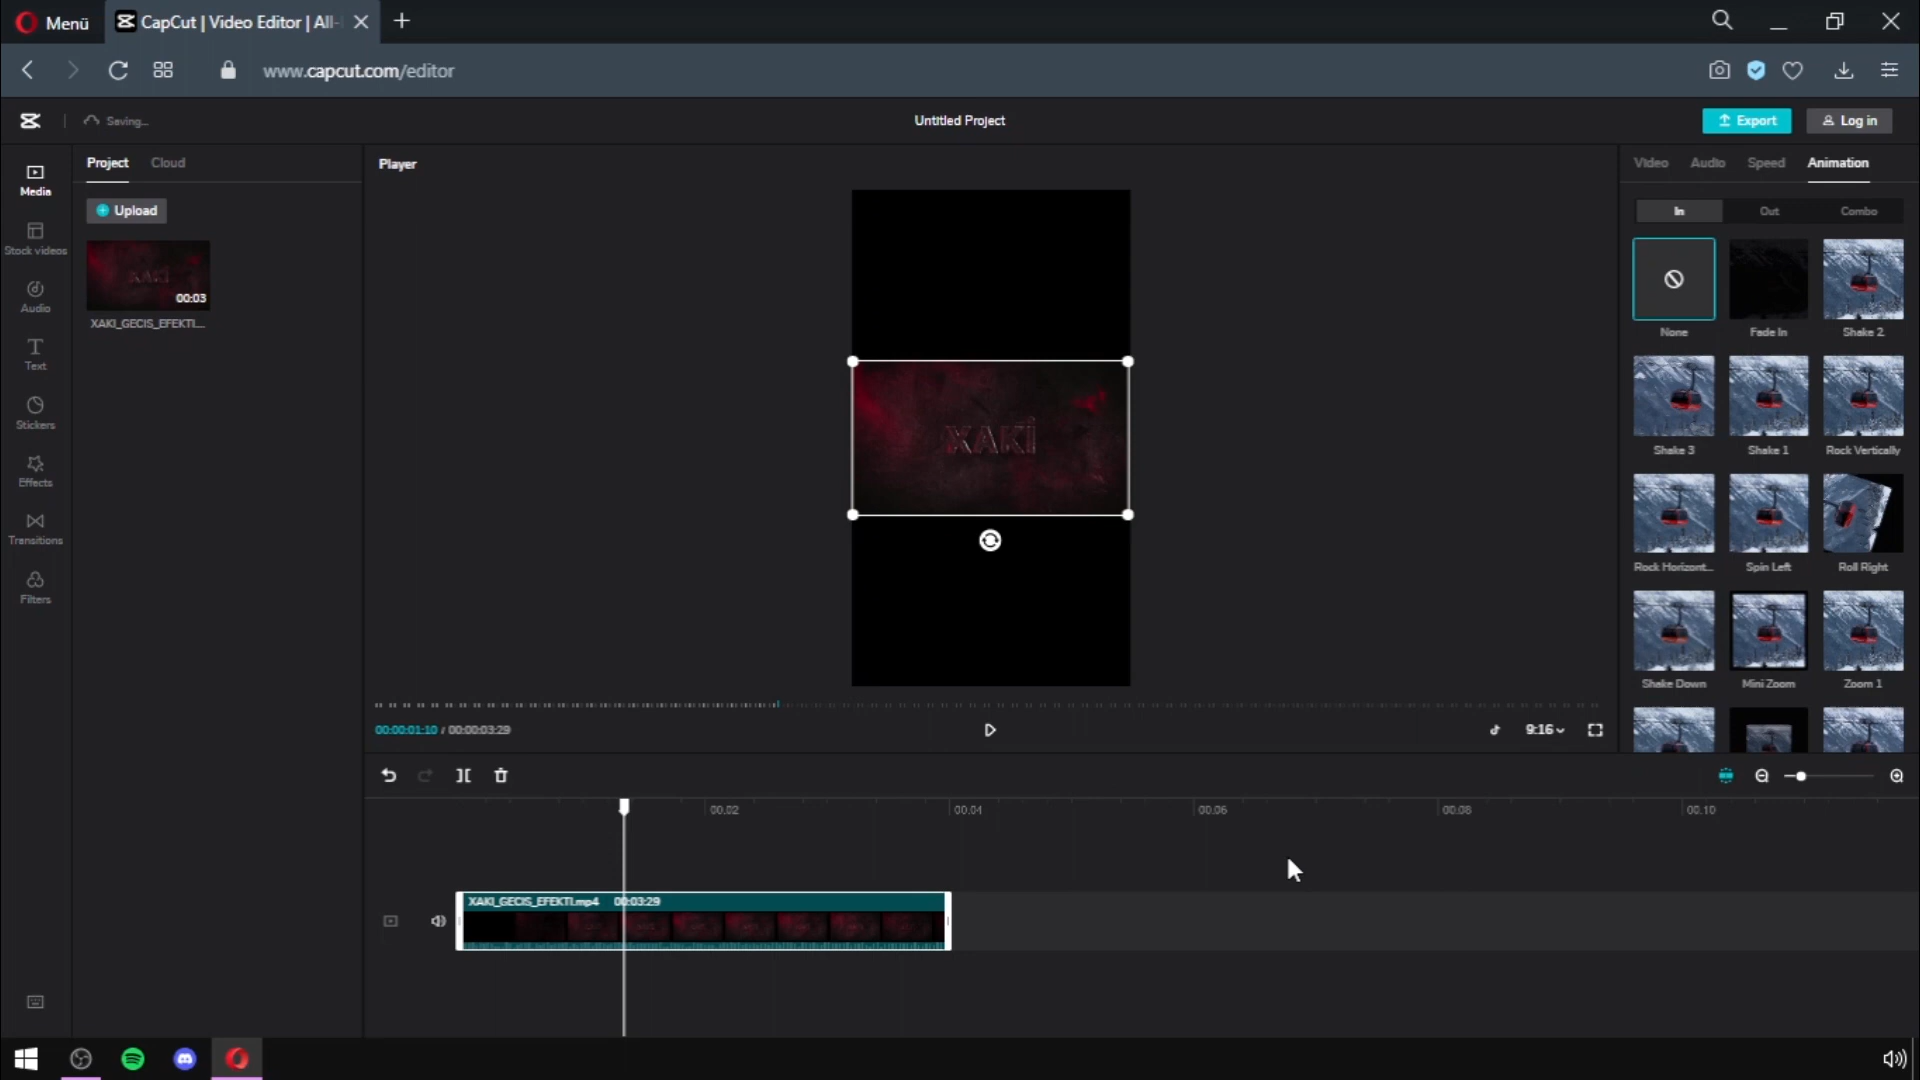 Menü
CapCut | Video Editor | All-
www.capcut.com/editor
Saving...
Untitled Project
Export
Log in
Media
Stock videos
Audio
Text
Stickers
Effects
Transitions
Filters
Project
Cloud
Upload
XAKİ
00:03
XAKI_GECIS_EFEKTI....
Player
XAKİ
00:00:01:10 / 00:00:03:29
9:16
Video
Audio
Speed
Animation
In
Out
Combo
None
Fade In
Shake 2
Shake 3
Shake 1
Rock Vertically
Rock Horizont...
Spin Left
Roll Right
Shake Down
Mini Zoom
Zoom 1
00:02
00:04
00:06
00:08
00:10
XAKI_GECIS_EFEKTI.mp4 00:03:29